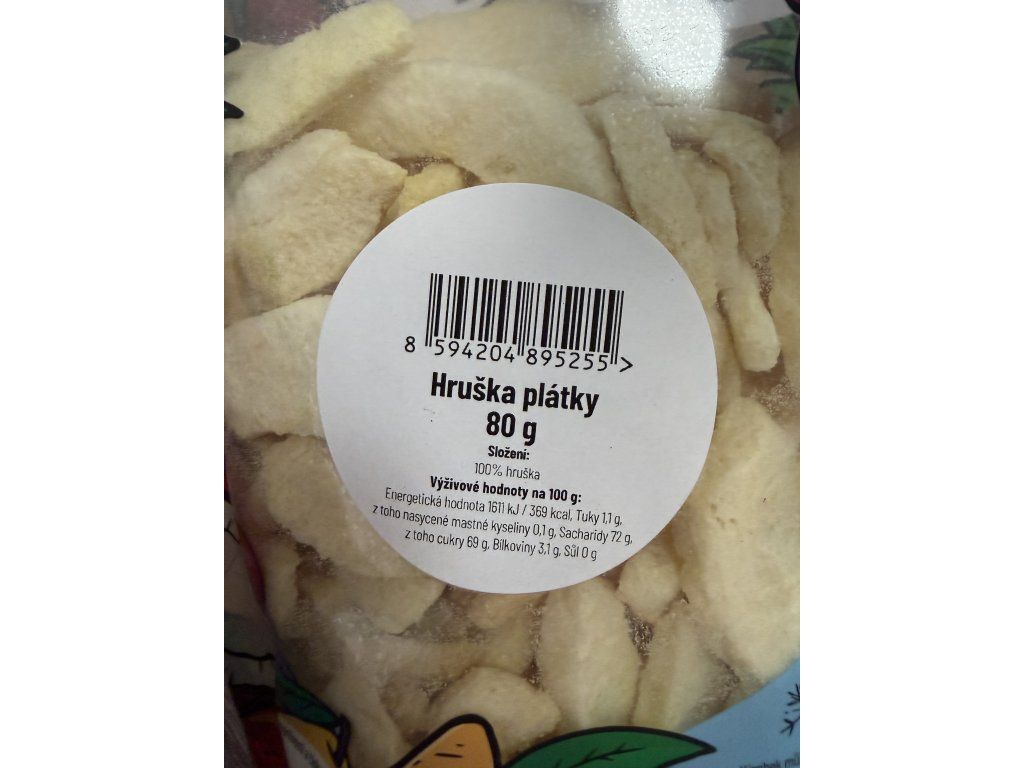 8 594204 895255 >
Hruška plátky
80 g
Složení:
100% hruška
Výživové hodnoty na 100 g:
Energetická hodnota 1611 kJ / 369 kcal, Tuky 1,1 g,
z toho nasycené mastné kyseliny 0,1 g, Sacharidy 72 g,
z toho cukry 69 g, Bílkoviny 3,1 g, Sůl 0 g